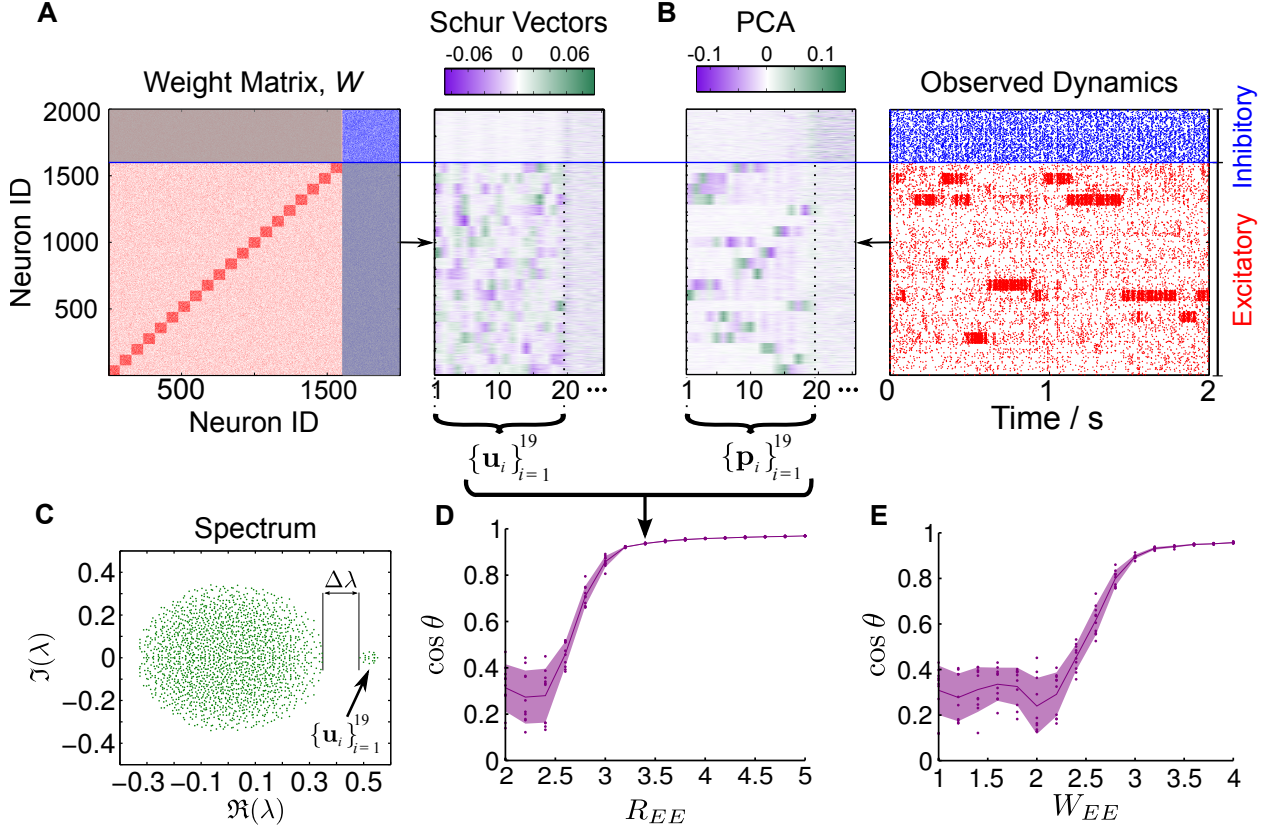 A
B
Schur Vectors
PCA
-0.06 0 0.06
-0.1 0 0.1
Weight Matrix, W
Observed Dynamics
2000
1500
1000
500
Neuron ID
500 1500
Neuron ID
1 10 20 •••
1 10 20 •••
0 1 2
Time / s
Inhibitory
Excitatory
{u_i}_{i=1}^{19}
{p_i}_{i=1}^{19}
C
Spectrum
0.4
0.2
0
−0.2
−0.4
ℑ(λ)
Δλ
{u_i}_{i=1}^{19}
−0.3 −0.1 0.1 0.3 0.5
ℜ(λ)
D
1
0.8
0.6
0.4
0.2
0
cos θ
2 2.5 3 3.5 4 4.5 5
R_{EE}
E
1
0.8
0.6
0.4
0.2
0
cos θ
1 1.5 2 2.5 3 3.5 4
W_{EE}